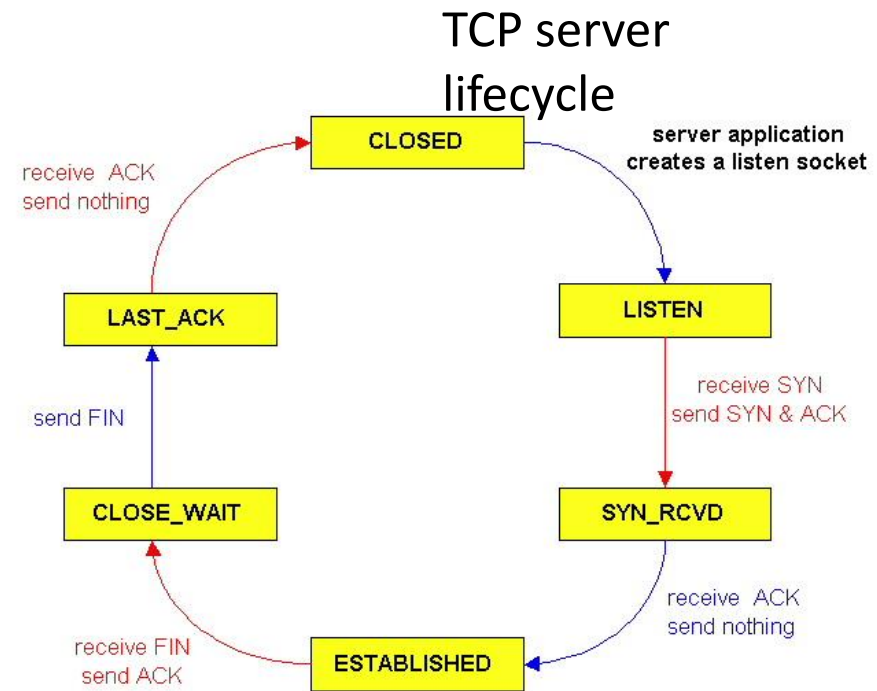 TCP server
lifecycle
CLOSED
server application
creates a listen socket
receive ACK
send nothing
LAST_ACK
LISTEN
receive SYN
send SYN & ACK
send FIN
CLOSE_WAIT
SYN_RCVD
receive ACK
send nothing
receive FIN
send ACK
ESTABLISHED